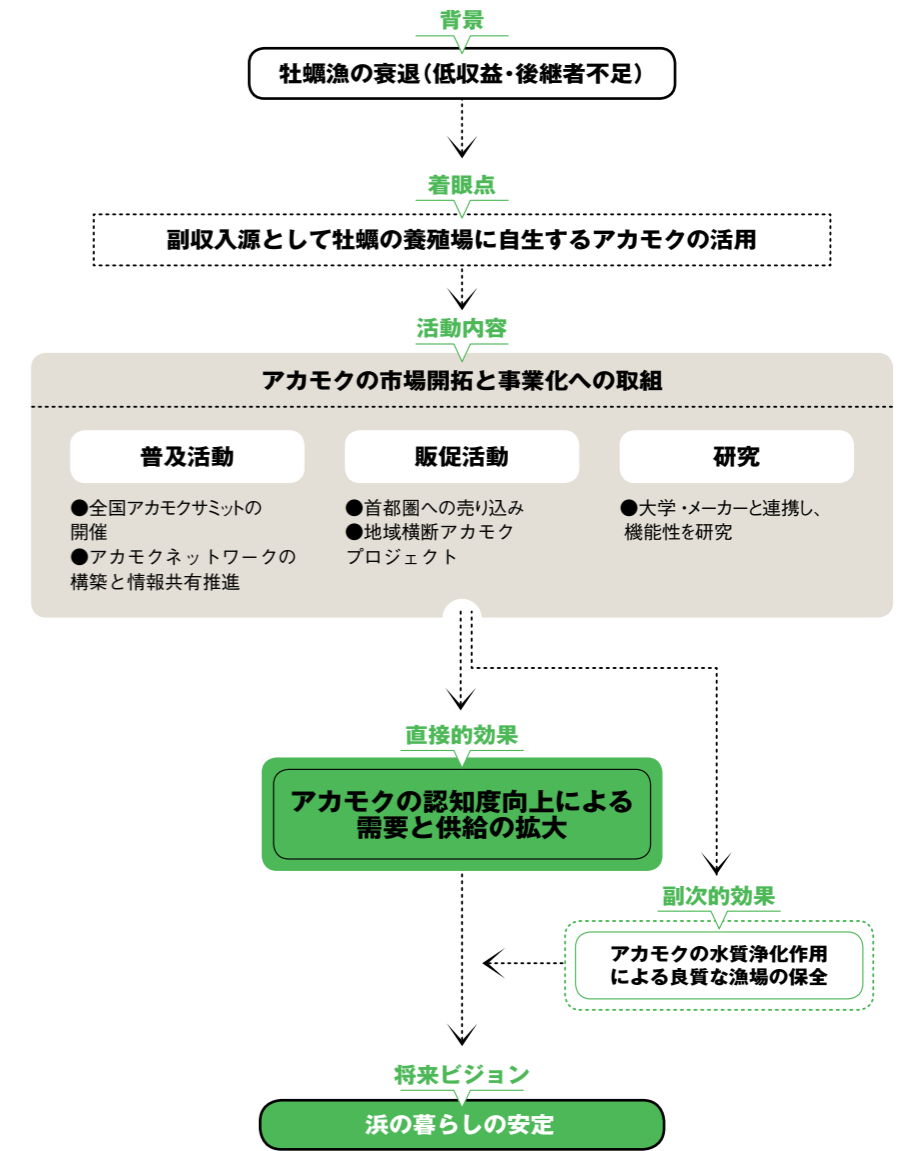 背景
牡蠣漁の衰退（低収益・後継者不足）
着眼点
副収入源として牡蠣の養殖場に自生するアカモクの活用
活動内容
アカモクの市場開拓と事業化への取組
普及活動
●全国アカモクサミットの
開催
●アカモクネットワークの
構築と情報共有推進
販促活動
●首都圏への売り込み
●地域横断アカモク
プロジェクト
研究
●大学・メーカーと連携し、
機能性を研究
直接的効果
アカモクの認知度向上による
需要と供給の拡大
副次的効果
アカモクの水質浄化作用
による良質な漁場の保全
将来ビジョン
浜の暮らしの安定